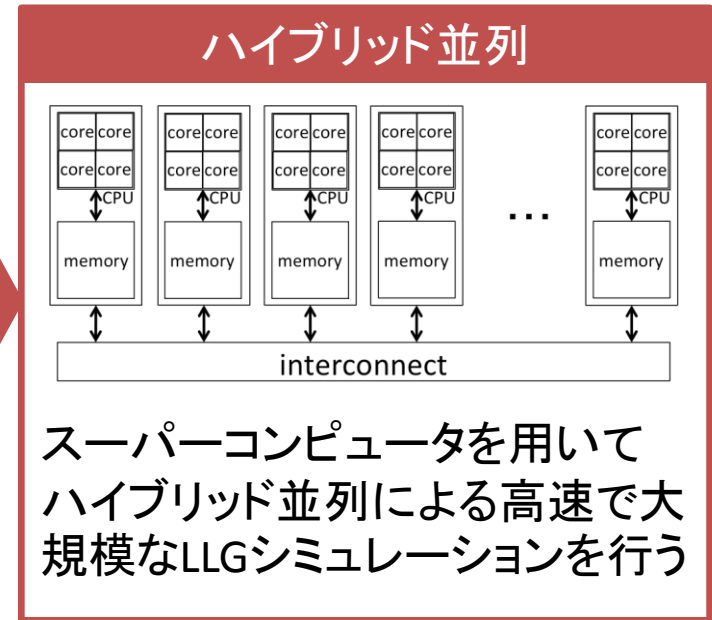 ハイブリッド並列
core core core core core core core core core core
core core core core core core core core core core
CPU CPU CPU CPU CPU
...
memory memory memory memory memory
interconnect
スーパーコンピュータを用いて
ハイブリッド並列による高速で大
規模なLLGシミュレーションを行う